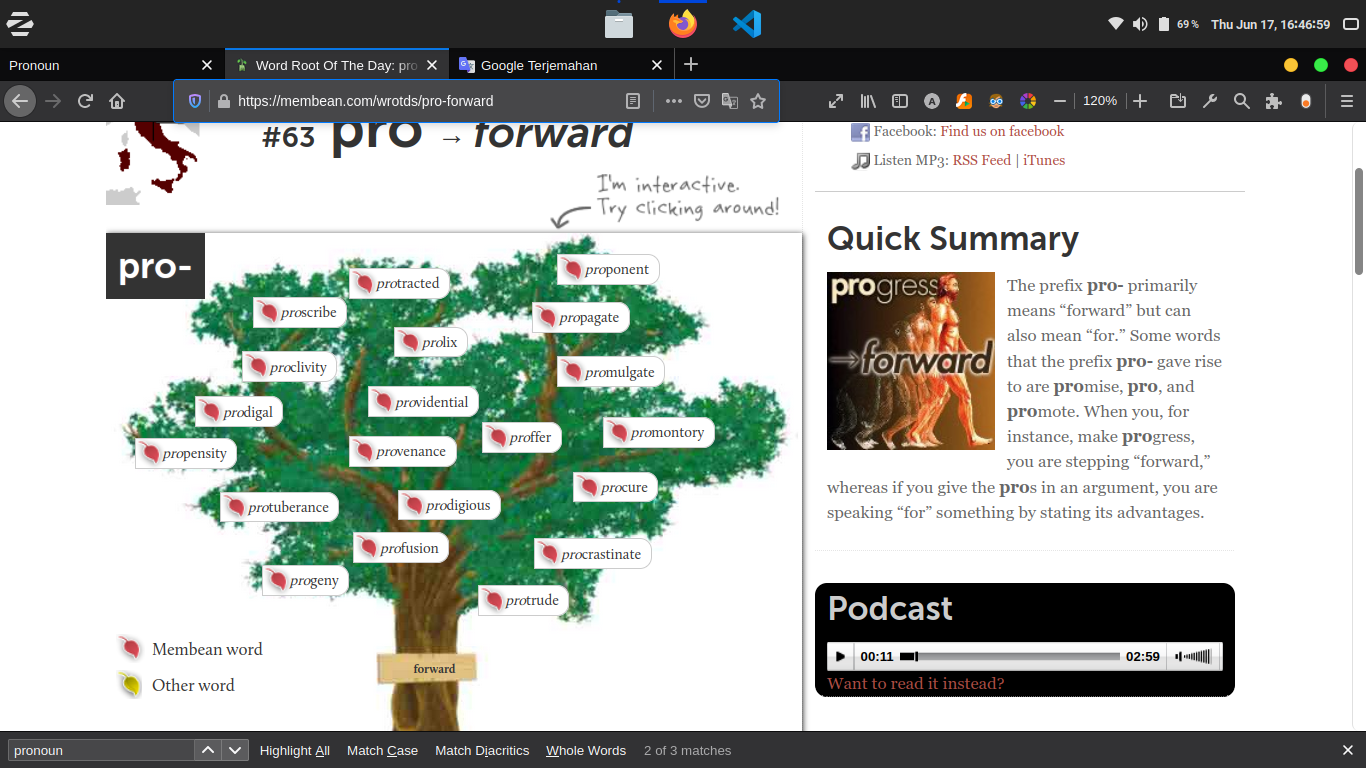 69 %
Thu Jun 17, 16:46:59
Pronoun
Word Root Of The Day: pro
Google Terjemahan
https://membean.com/wrotds/pro-forward
120%
#63 pro → forward
I'm interactive.
Try clicking around!
pro-
protracted
proponent
proscribe
propagate
prolix
proclivity
promulgate
prodigal
providential
proffer
promontory
propensity
provenance
procure
protuberance
prodigious
profusion
procrastinate
progeny
protrude
forward
Membean word
Other word
Facebook: Find us on facebook
Listen MP3: RSS Feed | iTunes
Quick Summary
progress
→forward
The prefix pro- primarily
means “forward” but can
also mean “for.” Some words
that the prefix pro- gave rise
to are promise, pro, and
promote. When you, for
instance, make progress,
you are stepping “forward,”
whereas if you give the pros in an argument, you are
speaking “for” something by stating its advantages.
Podcast
00:11
02:59
Want to read it instead?
pronoun
Highlight All
Match Case
Match Diacritics
Whole Words
2 of 3 matches